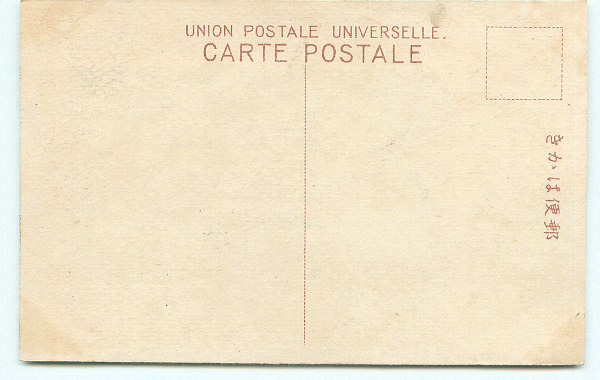 UNION POSTALE UNIVERSELLE.
CARTE POSTALE
きかは便郵